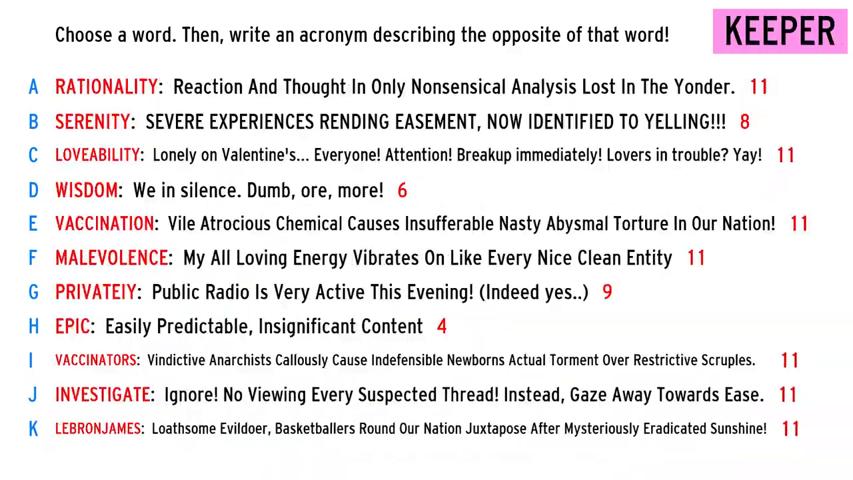 Choose a word. Then, write an acronym describing the opposite of that word!
KEEPER
A RATIONALITY: Reaction And Thought In Only Nonsensical Analysis Lost In The Yonder. 11
B SERENITY: SEVERE EXPERIENCES RENDING EASEMENT, NOW IDENTIFIED TO YELLING!!! 8
C LOVEABILITY: Lonely on Valentine's... Everyone! Attention! Breakup immediately! Lovers in trouble? Yay! 11
D WISDOM: We in silence. Dumb, ore, more! 6
E VACCINATION: Vile Atrocious Chemical Causes Insufferable Nasty Abysmal Torture In Our Nation! 11
F MALEVOLENCE: My All Loving Energy Vibrates On Like Every Nice Clean Entity 11
G PRIVATEIY: Public Radio Is Very Active This Evening! (Indeed yes..) 9
H EPIC: Easily Predictable, Insignificant Content 4
I VACCINATORS: Vindictive Anarchists Callously Cause Indefensible Newborns Actual Torment Over Restrictive Scruples. 11
J INVESTIGATE: Ignore! No Viewing Every Suspected Thread! Instead, Gaze Away Towards Ease. 11
K LEBRONJAMES: Loathsome Evildoer, Basketballers Round Our Nation Juxtapose After Mysteriously Eradicated Sunshine! 11